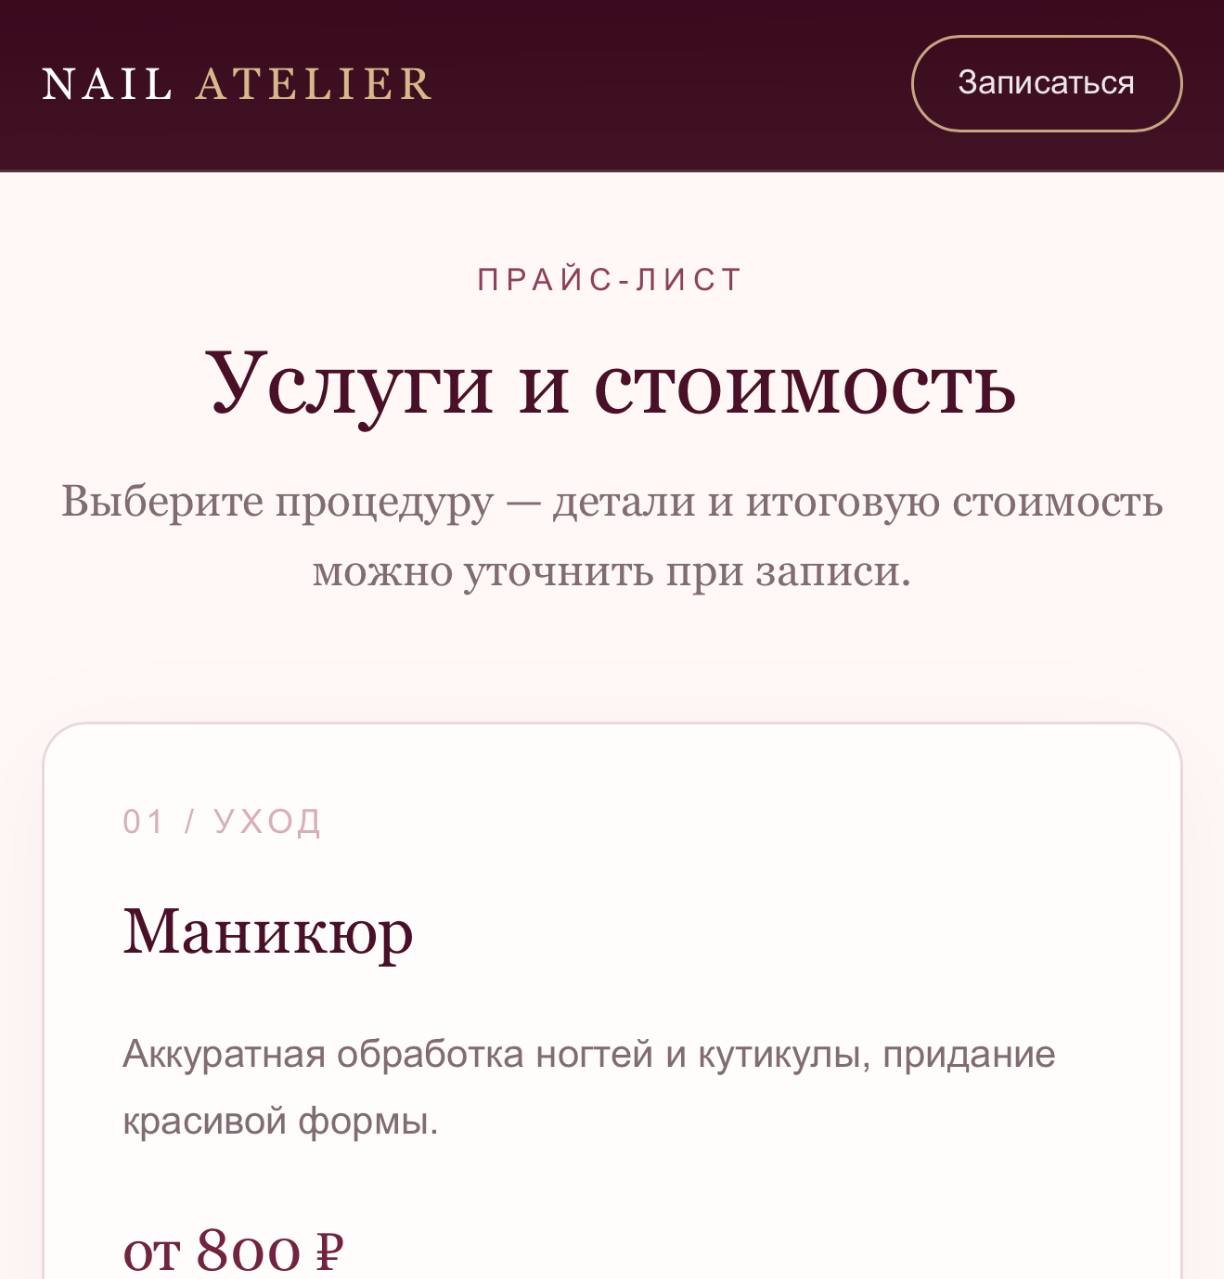 NAIL ATELIER
Записаться
ПРАЙС-ЛИСТ
Услуги и стоимость
Выберите процедуру — детали и итоговую стоимость
можно уточнить при записи.
01 / УХОД
Маникюр
Аккуратная обработка ногтей и кутикулы, придание
красивой формы.
от 800 ₽